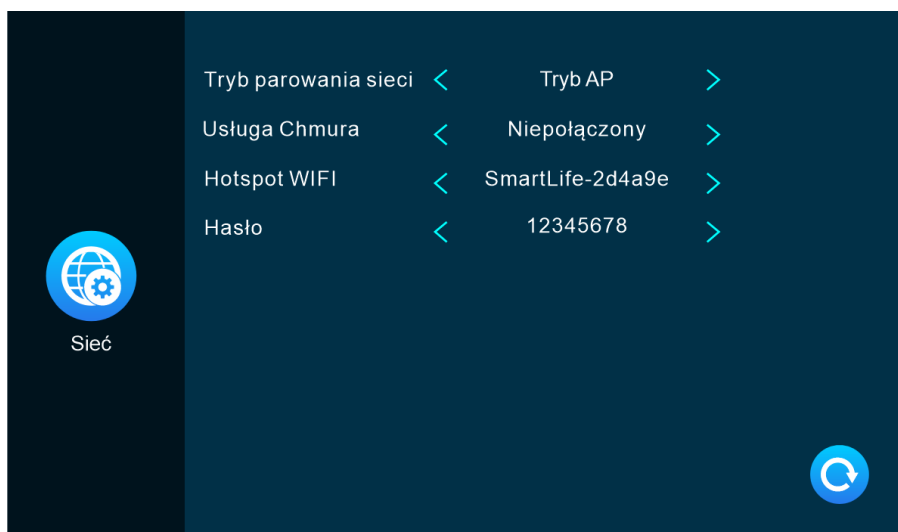 Tryb parowania sieci < Tryb AP >
Usługa Chmura < Niepołączony >
Hotspot WIFI < SmartLife-2d4a9e >
Hasło < 12345678 >
Sieć